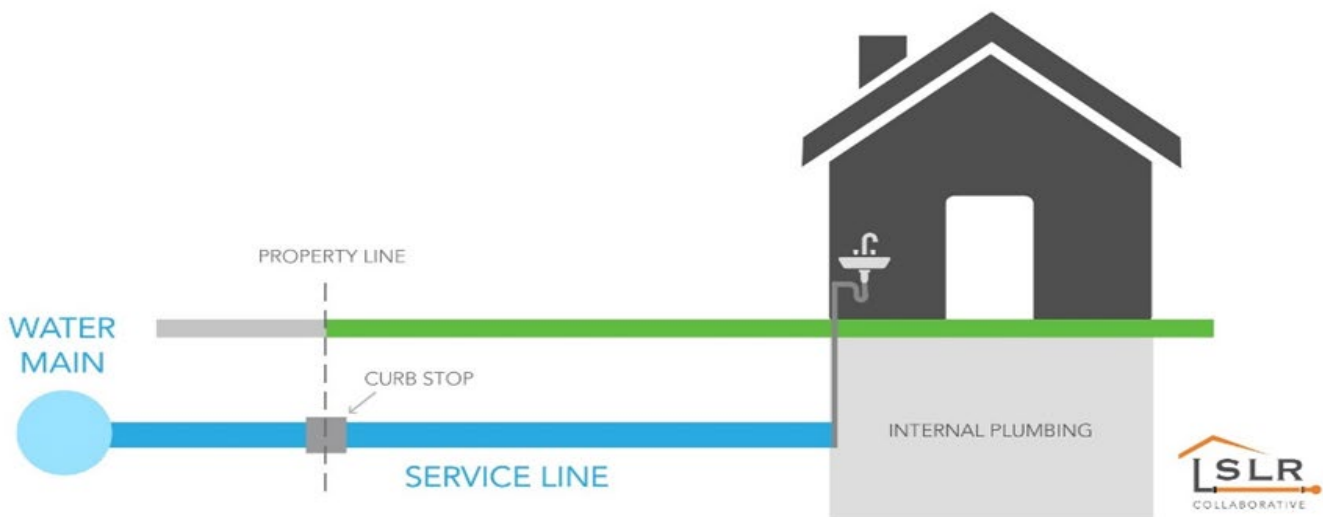 PROPERTY LINE
WATER
MAIN
CURB STOP
SERVICE LINE
INTERNAL PLUMBING
LSLR
COLLABORATIVE